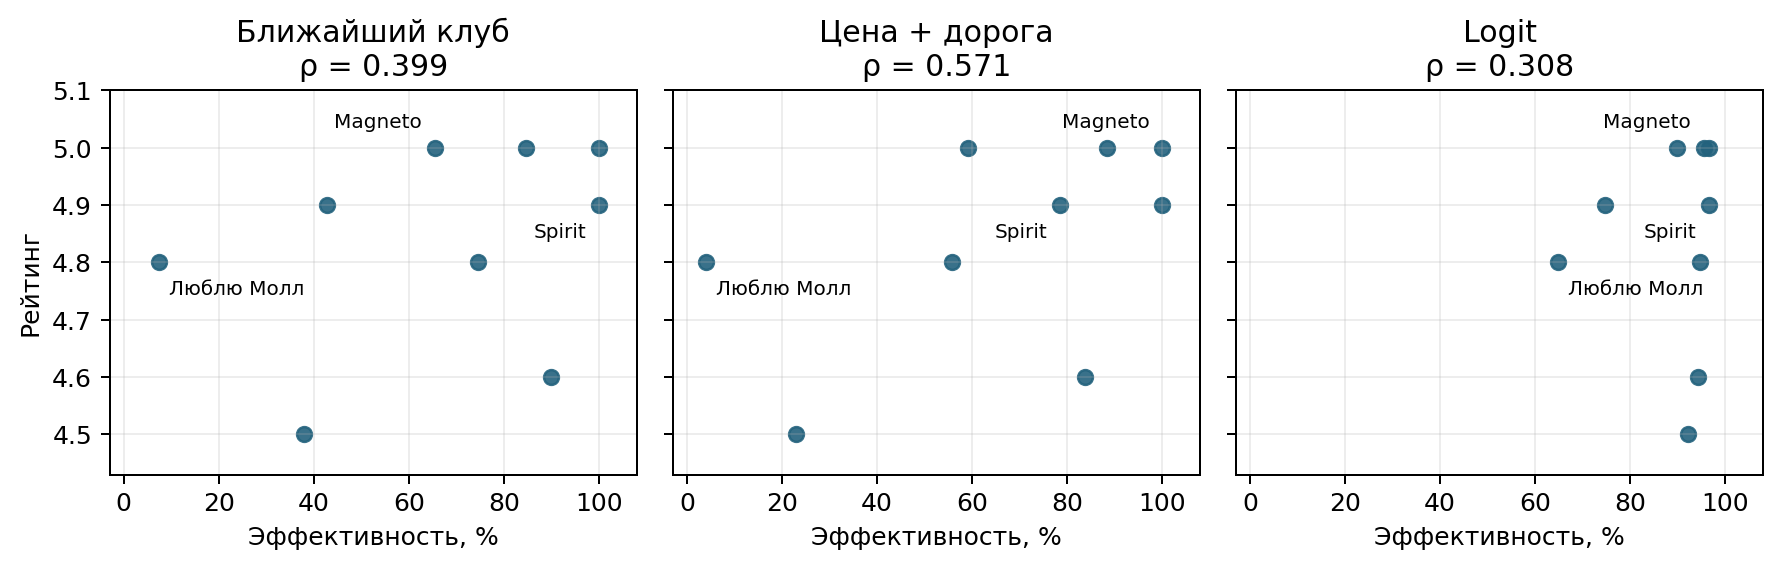 Ближайший клуб
ρ = 0.399
Цена + дорога
ρ = 0.571
Logit
ρ = 0.308
Рейтинг
5.1
5.0
4.9
4.8
4.7
4.6
4.5
Magneto
Spirit
Люблю Молл
0 20 40 60 80 100
Эффективность, %
Magneto
Spirit
Люблю Молл
0 20 40 60 80 100
Эффективность, %
Magneto
Spirit
Люблю Молл
0 20 40 60 80 100
Эффективность, %